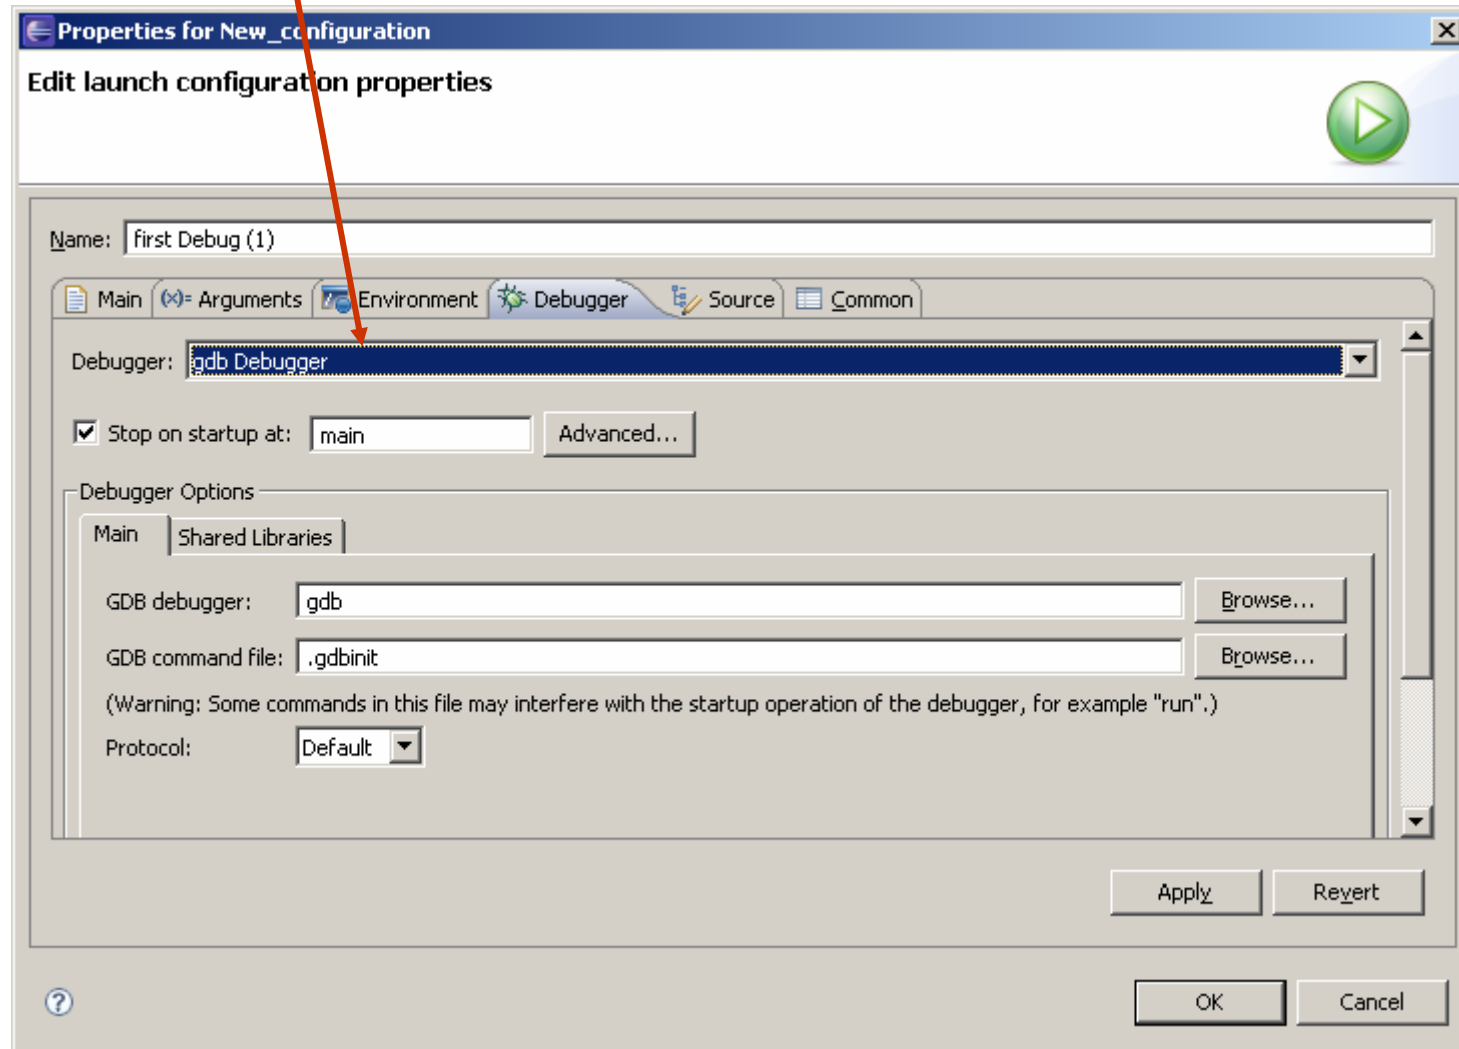 Properties for New_configuration
Edit launch configuration properties
Name: first Debug (1)
Main (x)= Arguments Environment Debugger Source Common
Debugger: gdb Debugger
Stop on startup at: main Advanced...
Debugger Options
Main Shared Libraries
GDB debugger: gdb Browse...
GDB command file: .gdbinit Browse...
(Warning: Some commands in this file may interfere with the startup operation of the debugger, for example "run".)
Protocol: Default
Apply Revert
? OK Cancel